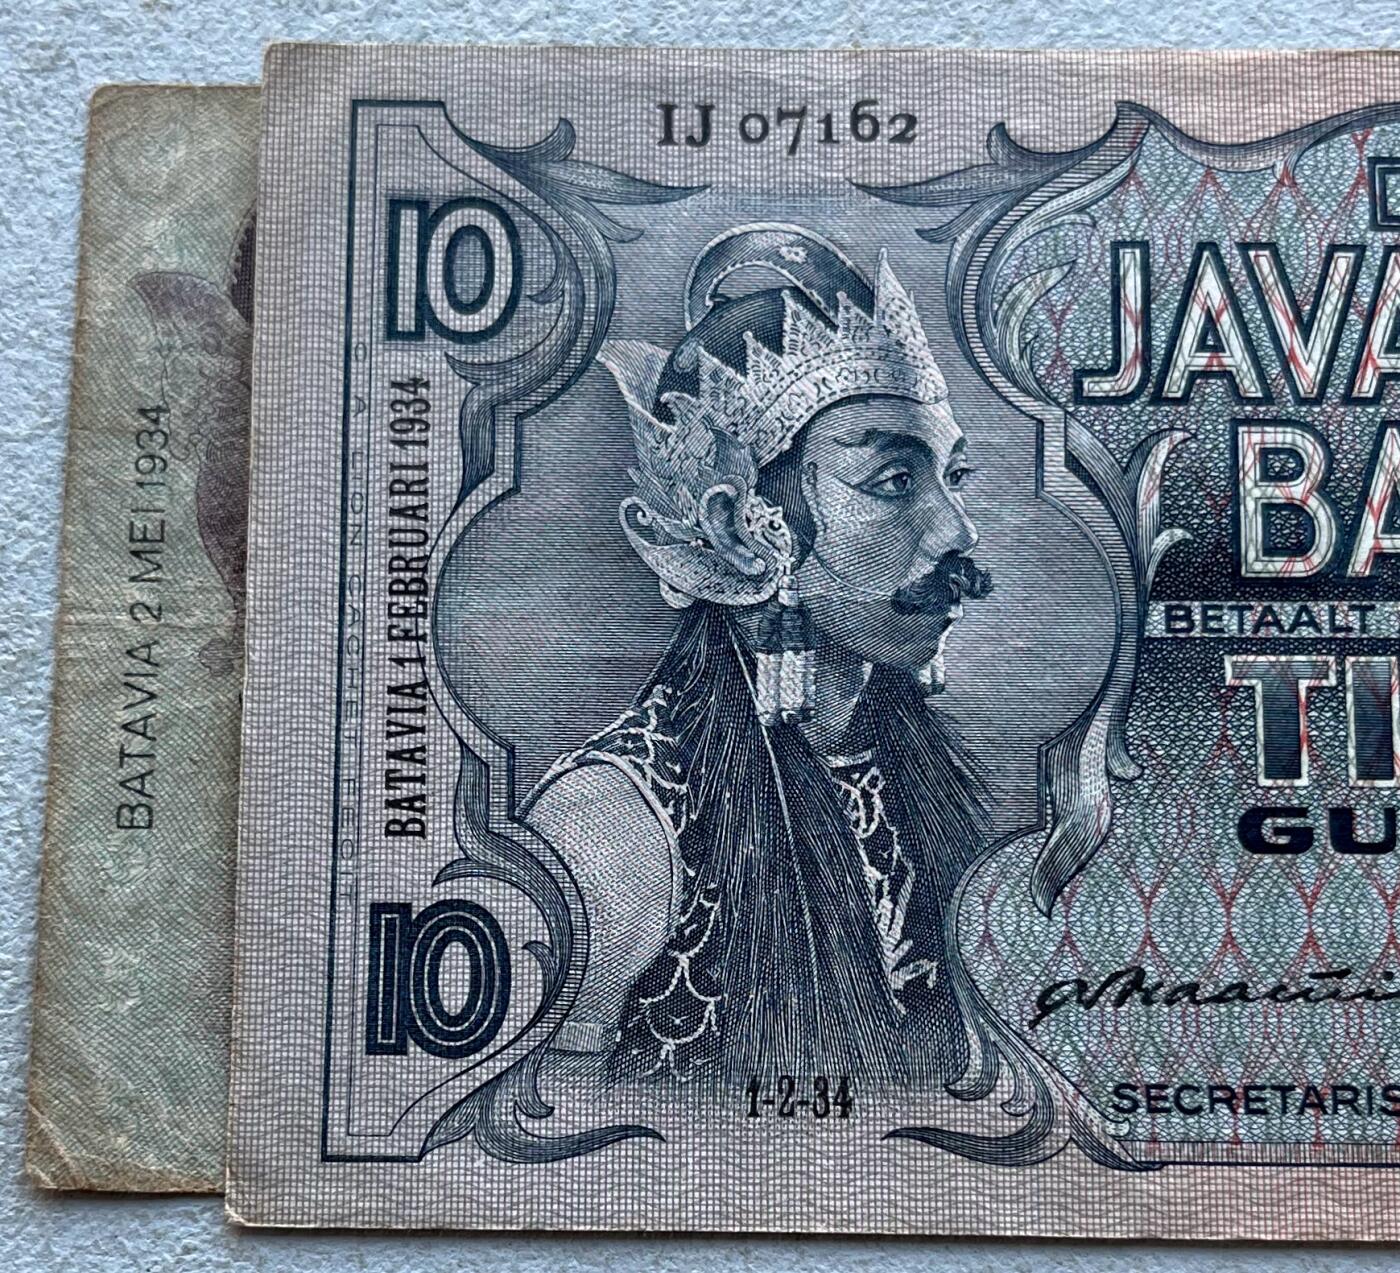 IJ 07162
10
BATAVIA 2 MEI 1934
BATAVIA 1 FEBRUARI 1934
JAVA
BA
BETAALT
GU
10
1-2-34
SECRETARIS